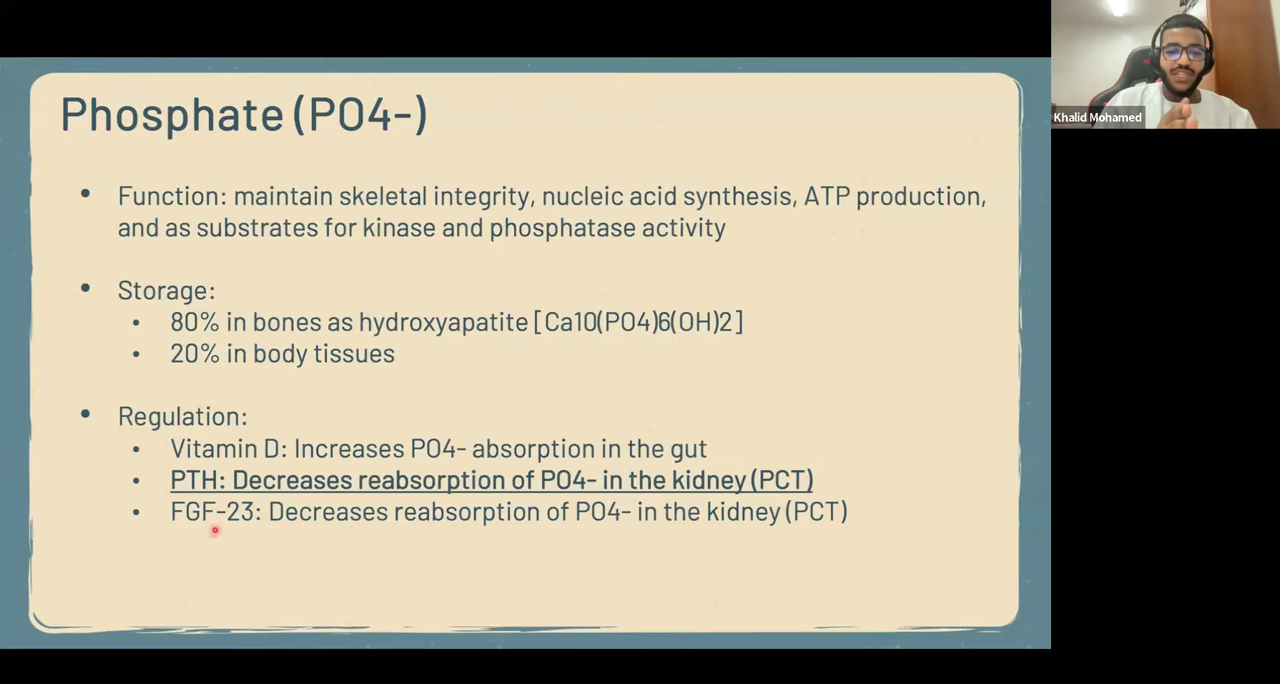 Phosphate (PO4-)
• Function: maintain skeletal integrity, nucleic acid synthesis, ATP production,
and as substrates for kinase and phosphatase activity
• Storage:
• 80% in bones as hydroxyapatite [Ca10(PO4)6(OH)2]
• 20% in body tissues
• Regulation:
• Vitamin D: Increases PO4- absorption in the gut
• PTH: Decreases reabsorption of PO4- in the kidney (PCT)
• FGF-23: Decreases reabsorption of PO4- in the kidney (PCT)
Khalid Mohamed